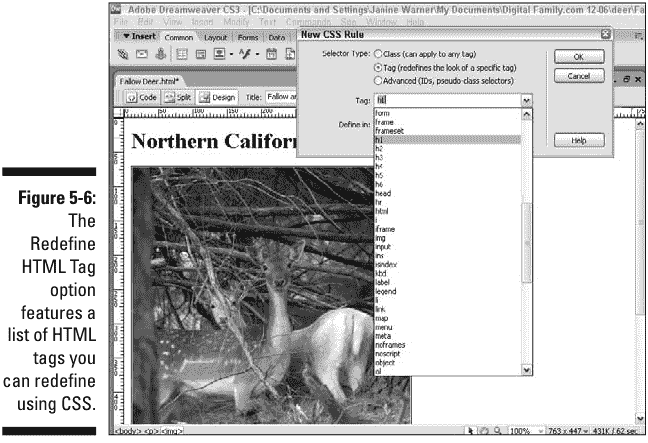 Adobe Dreamweaver CS3 - [C:\Documents and Settings\Janine Warner\My Documents\Digital Family.com 12-06\deer\Fa
File Edit View Insert Modify Text Commands Site Window Help
Insert Common Layout Forms Data
New CSS Rule
Selector Type: Class (can apply to any tag)
Tag (redefines the look of a specific tag)
Advanced (IDs, pseudo-class selectors)
OK
Cancel
Help
Fallow Deer.html*
Code Split Design Title: Fallow
Tag:
Define in:
form
frame
frameset
h1
h2
h3
h4
h5
h6
head
hr
html
i
iframe
img
input
ins
isindex
kbd
label
legend
li
link
map
menu
meta
noframes
noscript
object
ol
Northern Califor
<body> <p> <img>
100% 763 x 447 431K / 62 sec
Figure 5-6:
The
Redefine
HTML Tag
option
features a
list of HTML
tags you
can redefine
using CSS.